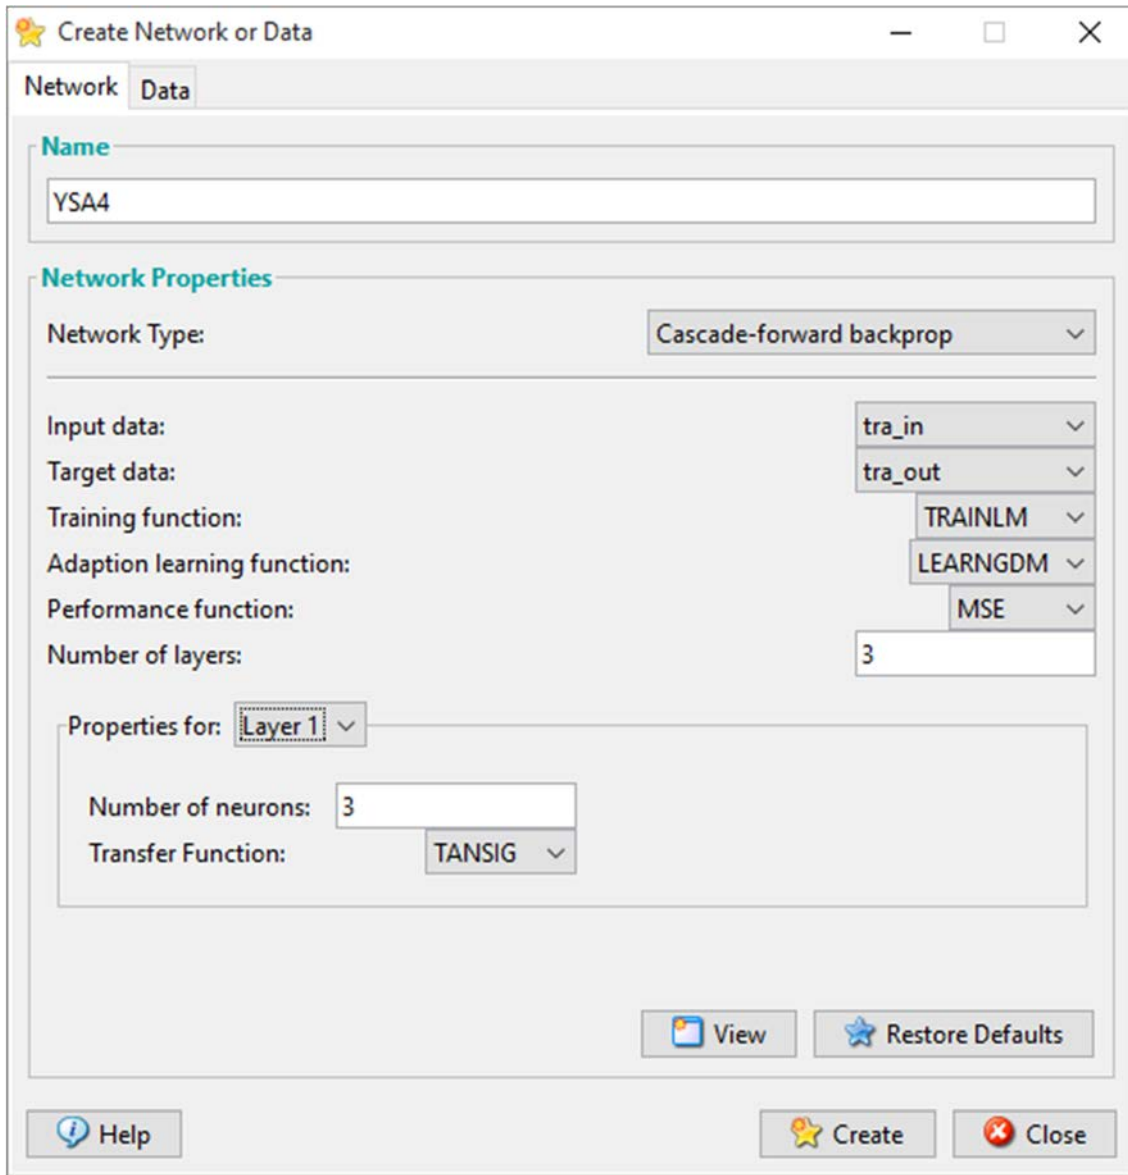 Create Network or Data
Network Data
Name
YSA4
Network Properties
Network Type: Cascade-forward backprop
Input data: tra_in
Target data: tra_out
Training function: TRAINLM
Adaption learning function: LEARNGDM
Performance function: MSE
Number of layers: 3
Properties for: Layer 1
Number of neurons: 3
Transfer Function: TANSIG
View Restore Defaults
Help Create Close